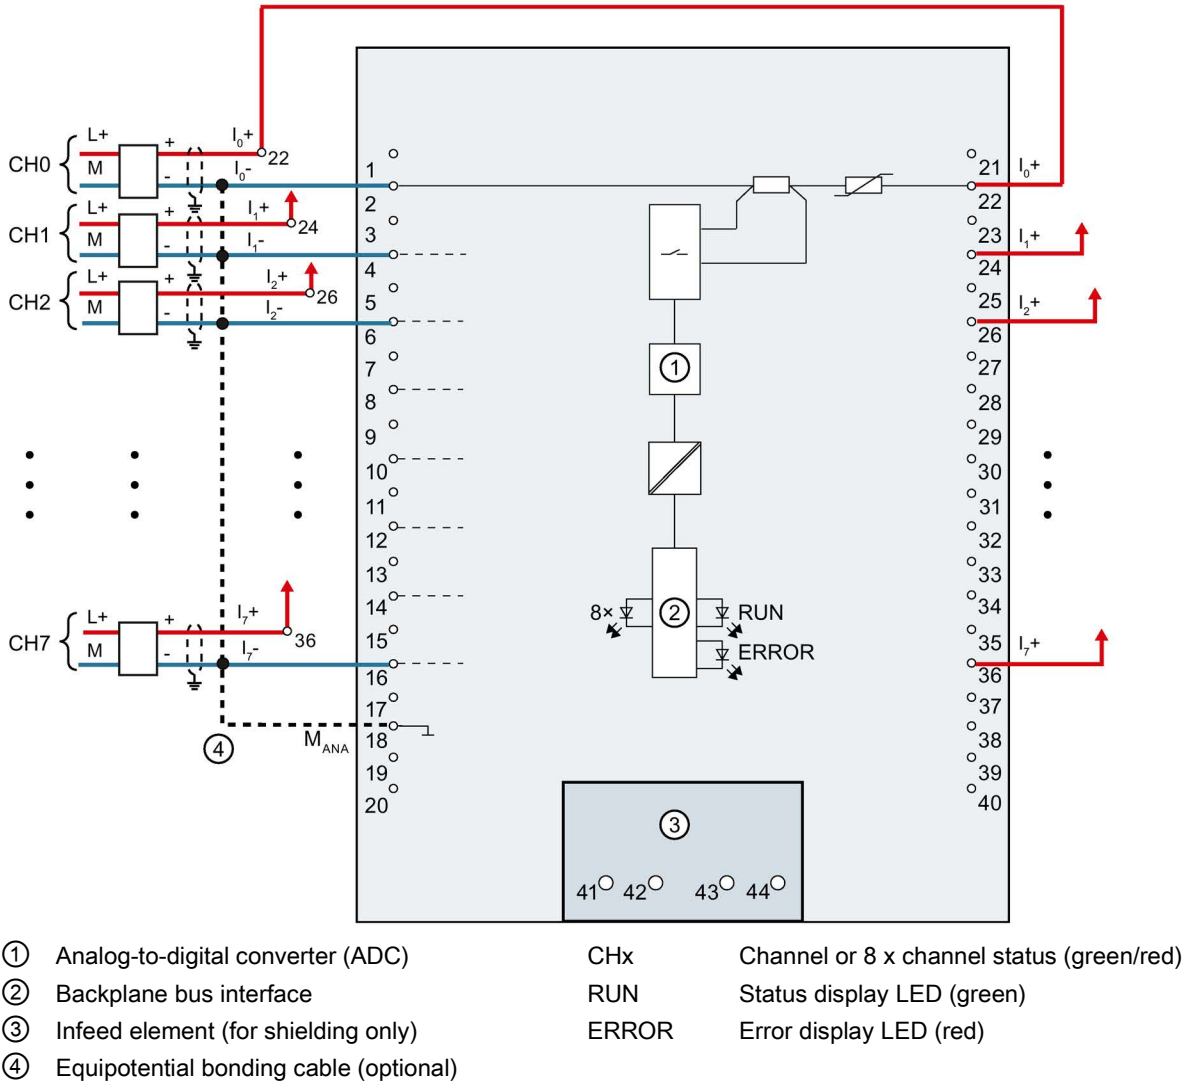 CH0
L+
M
+
-
I0+
I0-
22
CH1
L+
M
+
-
I1+
I1-
24
CH2
L+
M
+
-
I2+
I2-
26
CH7
L+
M
+
-
I7+
I7-
36
4
MANA
1
2
3
4
5
6
7
8
9
10
11
12
13
14
15
16
17
18
19
20
1
8× 2 RUN
ERROR
3
41 42 43 44
21 I0+
22
23 I1+
24
25 I2+
26
27
28
29
30
31
32
33
34
35 I7+
36
37
38
39
40
① Analog-to-digital converter (ADC)
② Backplane bus interface
③ Infeed element (for shielding only)
④ Equipotential bonding cable (optional)
CHx Channel or 8 x channel status (green/red)
RUN Status display LED (green)
ERROR Error display LED (red)